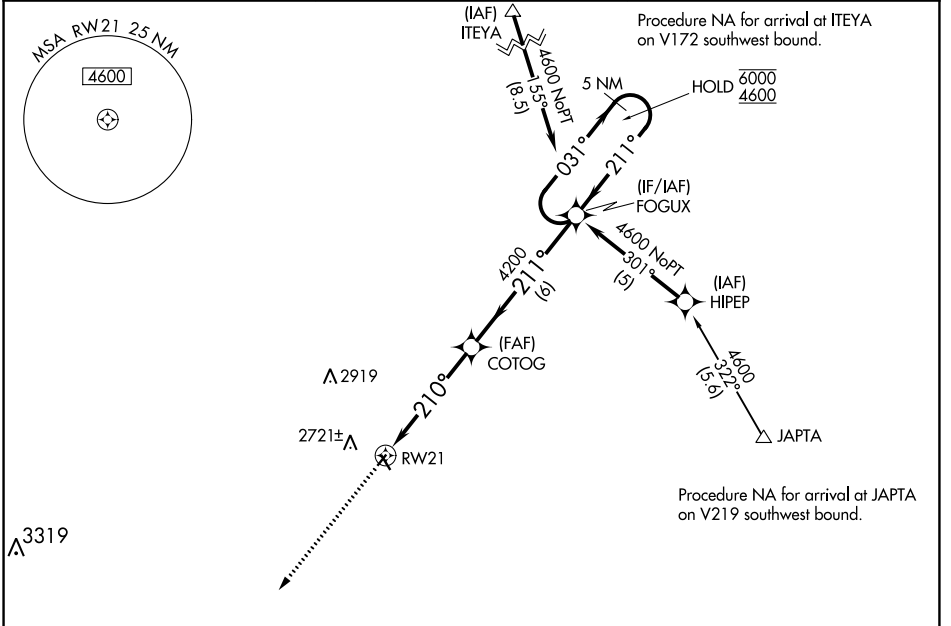 MSA RW21 25 NM
4600
(IAF)
ITEYA
4600 NoPT
155°
(8.5)
Procedure NA for arrival at ITEYA
on V172 southwest bound.
5 NM
HOLD 6000
4600
031°
211°
(IF/IAF)
FOGUX
4600 NoPT
301°
(5)
(IAF)
HIPEP
4200
211°
(6)
(FAF)
COTOG
4600
322°
(5.6)
JAPTA
2919
210°
2721±
RW21
Procedure NA for arrival at JAPTA
on V219 southwest bound.
3319